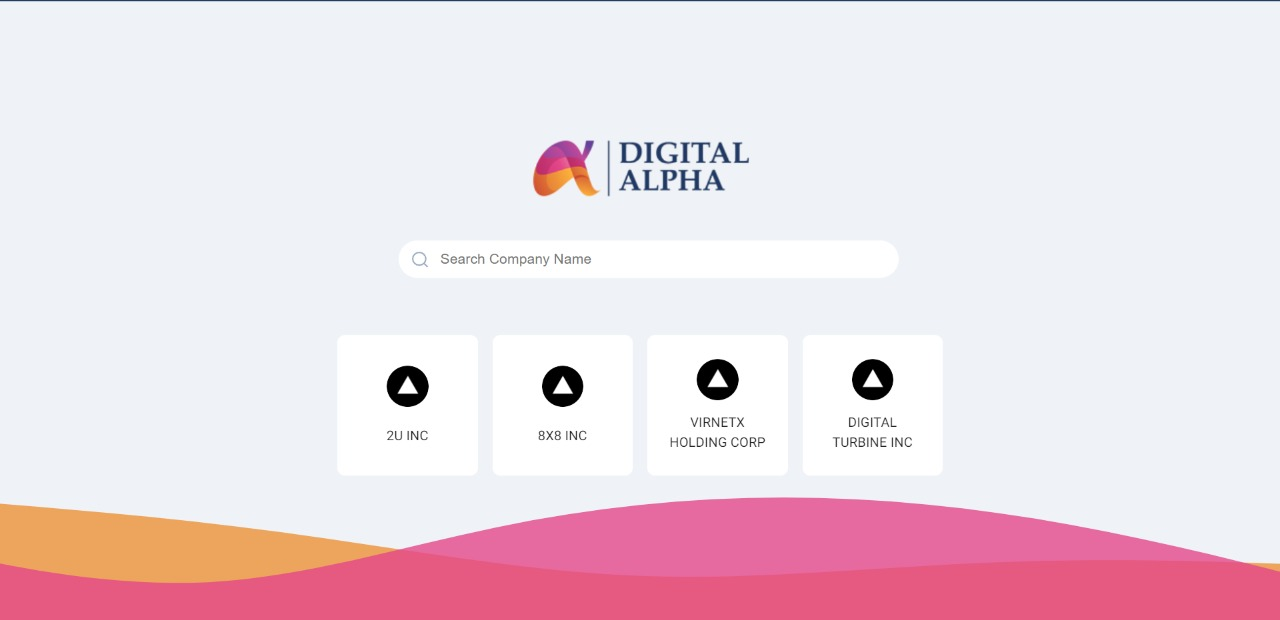 DIGITAL
ALPHA
Search Company Name
2U INC
8X8 INC
VIRNETX
HOLDING CORP
DIGITAL
TURBINE INC